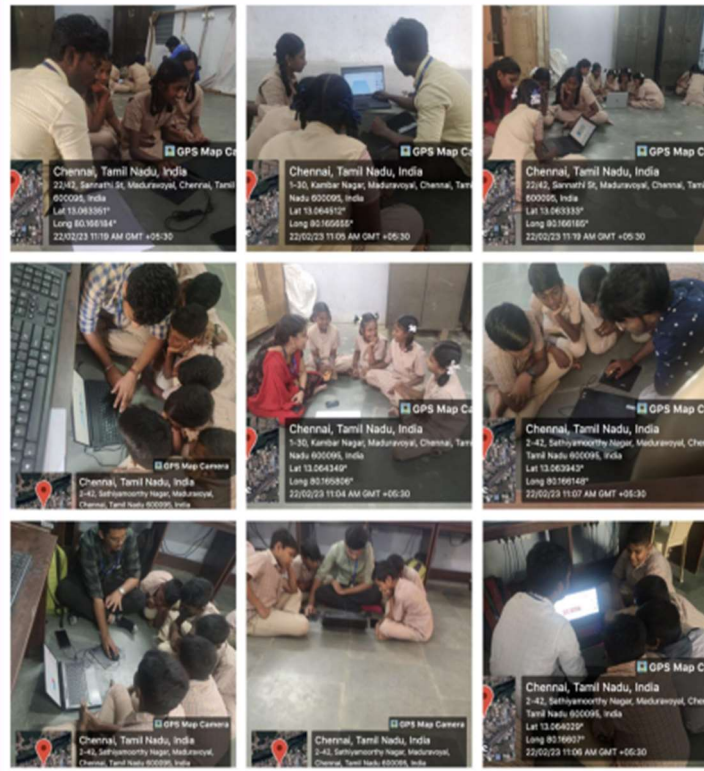 GPS Map Ca
Chennai, Tamil Nadu, India
22/42, Sannathi St, Maduravoyal, Chennai, Tamil
600095, India
Lat 13.063361°
Long 80.166184°
22/02/23 11:19 AM GMT +05:30
GPS Map Ca
Chennai, Tamil Nadu, India
1-30, Kambar Nagar, Maduravoyal, Chennai, Tam
Nadu 600095, India
Lat 13.064512°
Long 80.165655°
22/02/23 11:05 AM GMT +05:30
GPS Map C
Chennai, Tamil Nadu, India
22/42, Sannathi St, Maduravoyal, Chennai, Tami
600095, India
Lat 13.063333°
Long 80.166185°
22/02/23 11:19 AM GMT +05:30
GPS Map Camera
Chennai, Tamil Nadu, India
2-42, Sathiyamoorthy Nagar, Maduravoyal,
Chennai, Tamil Nadu 600095, India
GPS Map Ca
Chennai, Tamil Nadu, India
1-30, Kambar Nagar, Maduravoyal, Chennai, Tam
Nadu 600095, India
Lat 13.064349°
Long 80.165806°
22/02/23 11:04 AM GMT +05:30
GPS Map C
Chennai, Tamil Nadu, India
2-42, Sathiyamoorthy Nagar, Maduravoyal, Chen
Tamil Nadu 600095, India
Lat 13.063943°
Long 80.166148°
22/02/23 11:07 AM GMT +05:30
GPS Map Camera
Chennai, Tamil Nadu, India
2-42, Sathiyamoorthy Nagar, Maduravoyal,
Chennai, Tamil Nadu 600095, India
GPS Map Camera
Chennai, Tamil Nadu, India
2-42, Sathiyamoorthy Nagar, Maduravoyal,
Chennai, Tamil Nadu 600095, India
GPS Map C
Chennai, Tamil Nadu, India
2-42, Sathiyamoorthy Nagar, Maduravoyal, Chen
Tamil Nadu 600095, India
Lat 13.064029°
Long 80.16607°
22/02/23 11:06 AM GMT +05:30